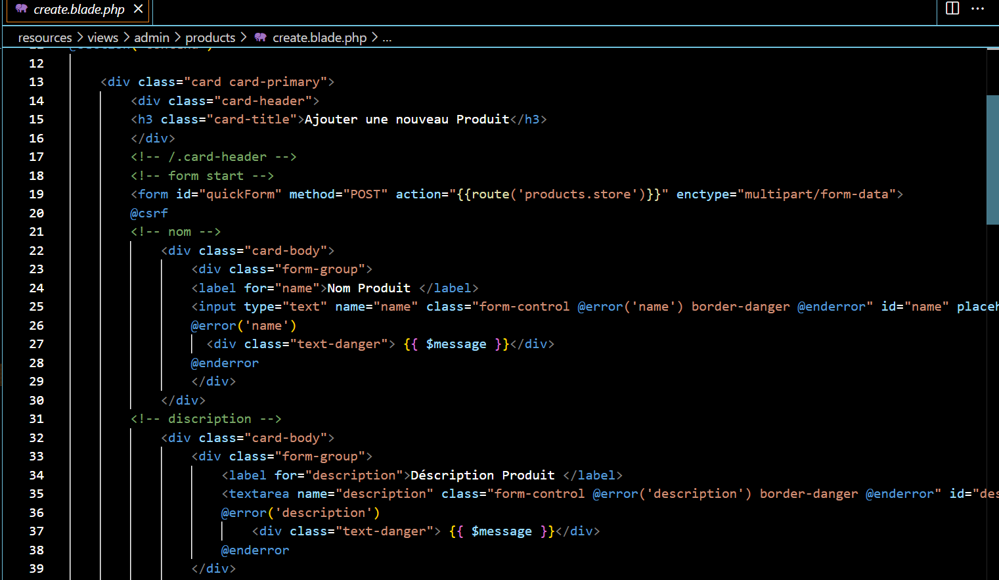 create.blade.php ×
resources > views > admin > products > create.blade.php > ...
12
13 <div class="card card-primary">
14 <div class="card-header">
15 <h3 class="card-title">Ajouter une nouveau Produit</h3>
16 </div>
17 <!-- /.card-header -->
18 <!-- form start -->
19 <form id="quickForm" method="POST" action="{{route('products.store')}}" enctype="multipart/form-data">
20 @csrf
21 <!-- nom -->
22 <div class="card-body">
23 <div class="form-group">
24 <label for="name">Nom Produit </label>
25 <input type="text" name="name" class="form-control @error('name') border-danger @enderror" id="name" placeh
26 @error('name')
27 <div class="text-danger"> {{ $message }}</div>
28 @enderror
29 </div>
30 </div>
31 <!-- discription -->
32 <div class="card-body">
33 <div class="form-group">
34 <label for="description">Déscription Produit </label>
35 <textarea name="description" class="form-control @error('description') border-danger @enderror" id="des
36 @error('description')
37 <div class="text-danger"> {{ $message }}</div>
38 @enderror
39 </div>